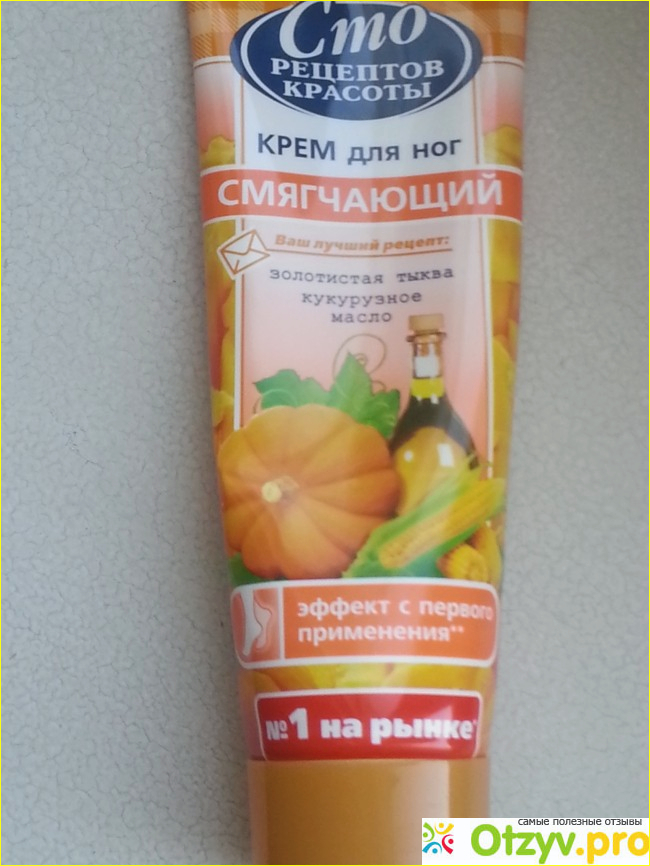 Сто
РЕЦЕПТОВ
КРАСОТЫ
КРЕМ ДЛЯ НОГ
СМЯГЧАЮЩИЙ
Ваш лучший рецепт:
золотистая тыква
кукурузное
масло
эффект с первого
применения**
№1 на рынке*
самые полезные отзывы
Otzyv.pro